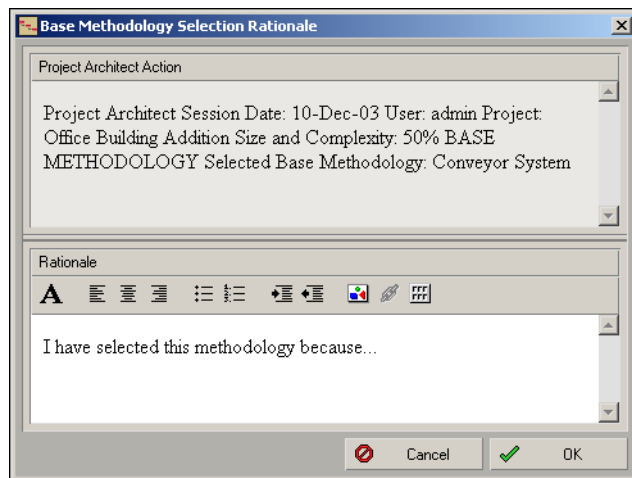 Base Methodology Selection Rationale
Project Architect Action
Project Architect Session Date: 10-Dec-03 User: admin Project:
Office Building Addition Size and Complexity: 50% BASE
METHODOLOGY Selected Base Methodology: Conveyor System
Rationale
A
I have selected this methodology because...
Cancel OK